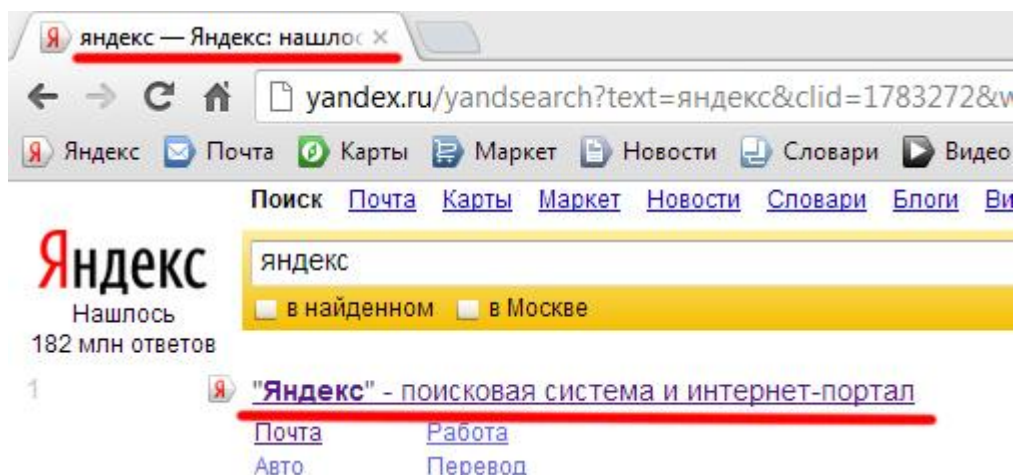 яндекс — Яндекс: нашлос
yandex.ru/yandsearch?text=яндекс&clid=1783272&w
Яндекс Почта Карты Маркет Новости Словари Видео
Поиск Почта Карты Маркет Новости Словари Блоги Ви
Яндекс
яндекс
в найденном в Москве
Нашлось
182 млн ответов
1 "Яндекс" - поисковая система и интернет-портал
Почта Работа
Авто Перевод